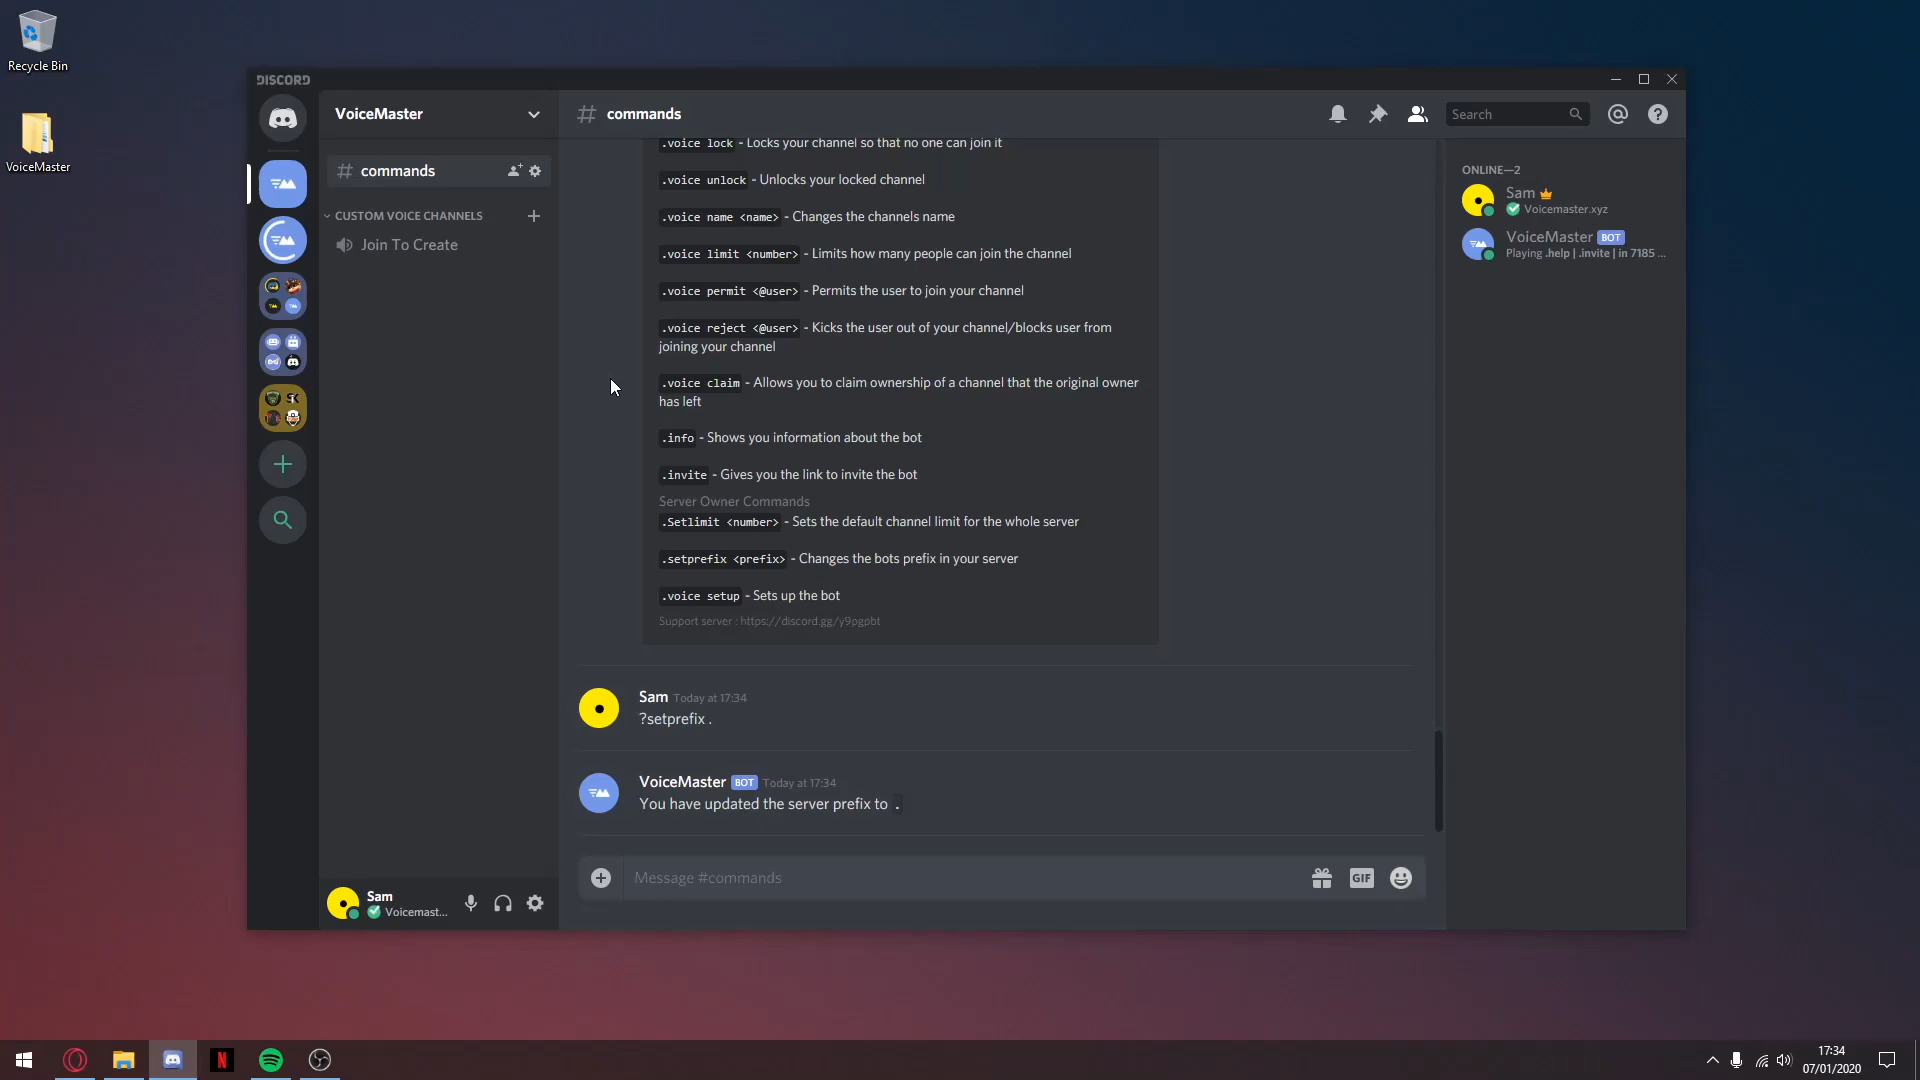 Recycle Bin
VoiceMaster
DISCORD
VoiceMaster
commands
CUSTOM VOICE CHANNELS
Join To Create
Sam
Voicemast...
# commands
Search
.voice lock - Locks your channel so that no one can join it
.voice unlock - Unlocks your locked channel
.voice name <name> - Changes the channels name
.voice limit <number> - Limits how many people can join the channel
.voice permit <@user> - Permits the user to join your channel
.voice reject <@user> - Kicks the user out of your channel/blocks user from
joining your channel
.voice claim - Allows you to claim ownership of a channel that the original owner
has left
.info - Shows you information about the bot
.invite - Gives you the link to invite the bot
Server Owner Commands
.Setlimit <number> - Sets the default channel limit for the whole server
.setprefix <prefix> - Changes the bots prefix in your server
.voice setup - Sets up the bot
Support server : https://discord.gg/y9pgpbt
Sam Today at 17:34
?setprefix .
VoiceMaster BOT Today at 17:34
You have updated the server prefix to .
Message #commands
GIF
ONLINE—2
Sam
Voicemaster.xyz
VoiceMaster BOT
Playing .help | .invite | in 7185 ...
17:34
07/01/2020